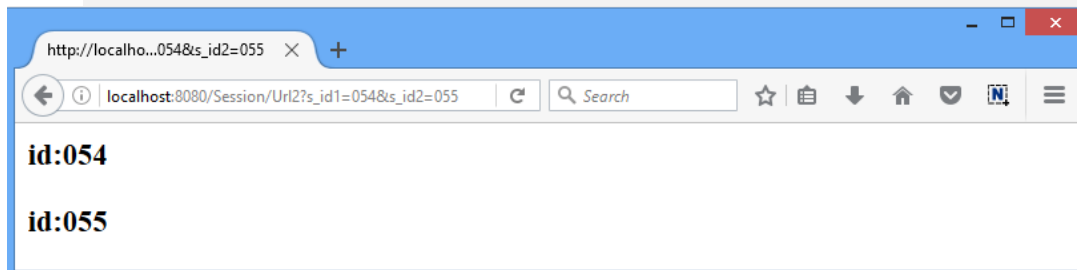 http://localho...054&s_id2=055
localhost:8080/Session/Url2?s_id1=054&s_id2=055
Search
N
id:054
id:055